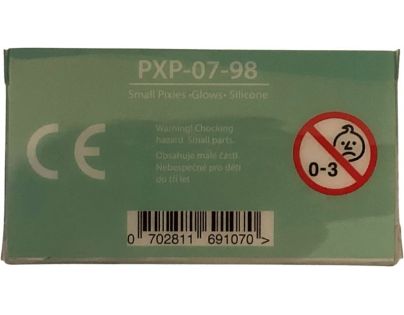 PXP-07-98
Small Pixies •Glows• Silicone
CE
Warning! Chocking
hazard. Small parts.
Obsahuje malé části.
Nebezpečné pro děti
do tří let
0-3
0 702811 691070 >